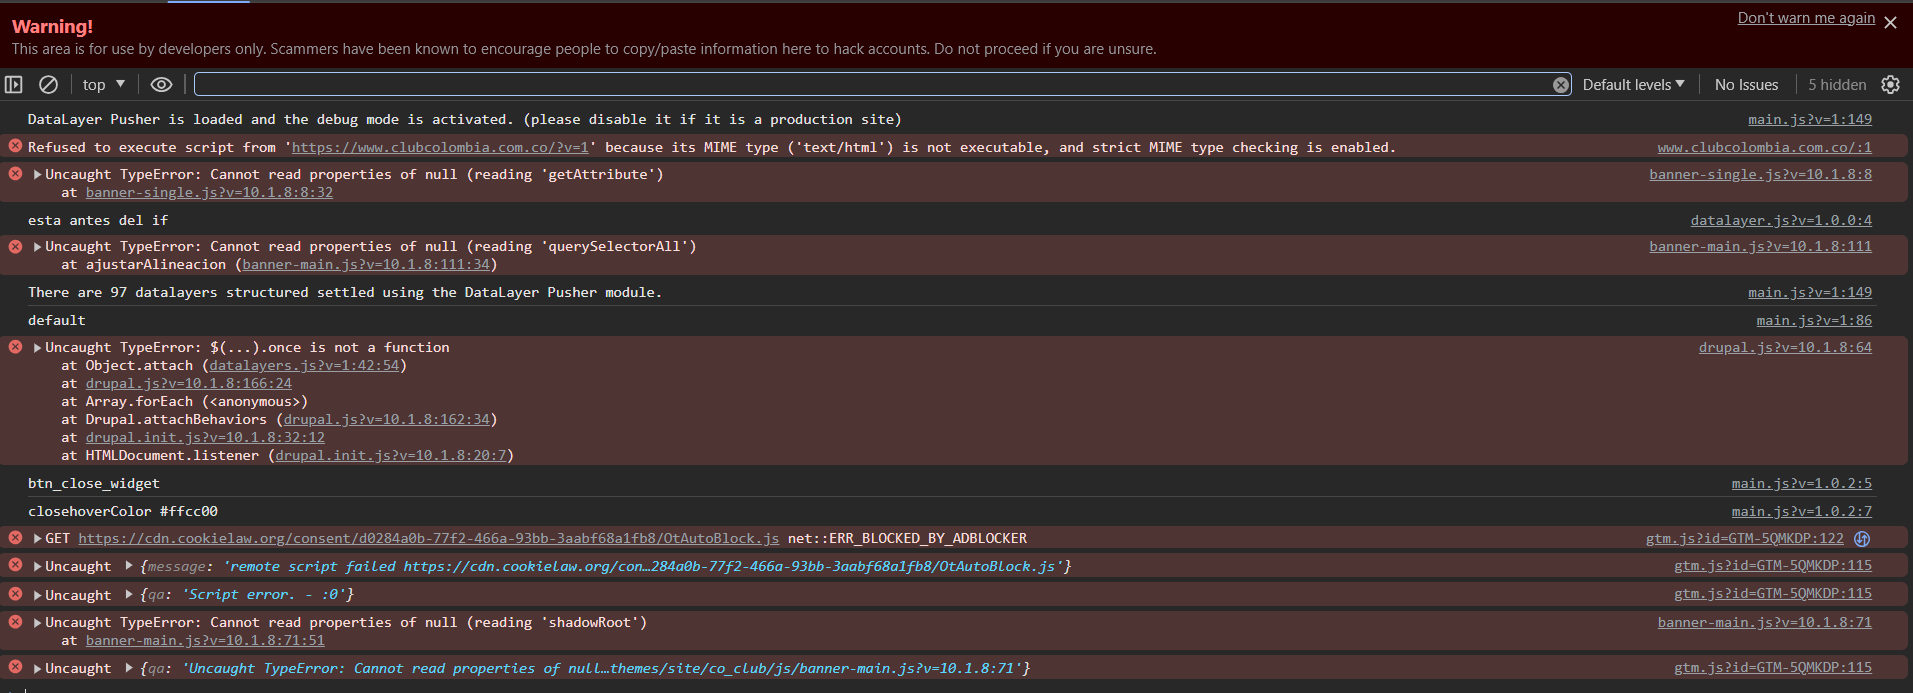 Warning!
Don't warn me again
This area is for use by developers only. Scammers have been known to encourage people to copy/paste information here to hack accounts. Do not proceed if you are unsure.
top Default levels No Issues 5 hidden
DataLayer Pusher is loaded and the debug mode is activated. (please disable it if it is a production site) main.js?v=1:149
Refused to execute script from 'https://www.clubcolombia.com.co/?v=1' because its MIME type ('text/html') is not executable, and strict MIME type checking is enabled. www.clubcolombia.com.co/:1
Uncaught TypeError: Cannot read properties of null (reading 'getAttribute') banner-single.js?v=10.1.8:8
at banner-single.js?v=10.1.8:8:32
esta antes del if datalayer.js?v=1.0.0:4
Uncaught TypeError: Cannot read properties of null (reading 'querySelectorAll') banner-main.js?v=10.1.8:111
at ajustarAlineacion (banner-main.js?v=10.1.8:111:34)
There are 97 datalayers structured settled using the DataLayer Pusher module. main.js?v=1:149
default main.js?v=1:86
Uncaught TypeError: $(...).once is not a function drupal.js?v=10.1.8:64
at Object.attach (datalayers.js?v=1:42:54)
at drupal.js?v=10.1.8:166:24
at Array.forEach (<anonymous>)
at Drupal.attachBehaviors (drupal.js?v=10.1.8:162:34)
at drupal.init.js?v=10.1.8:32:12
at HTMLDocument.listener (drupal.init.js?v=10.1.8:20:7)
btn_close_widget main.js?v=1.0.2:5
closehoverColor #ffcc00 main.js?v=1.0.2:7
GET https://cdn.cookielaw.org/consent/d0284a0b-77f2-466a-93bb-3aabf68a1fb8/OtAutoBlock.js net::ERR_BLOCKED_BY_ADBLOCKER gtm.js?id=GTM-5QMKDP:122
Uncaught {message: 'remote script failed https://cdn.cookielaw.org/con…284a0b-77f2-466a-93bb-3aabf68a1fb8/OtAutoBlock.js'} gtm.js?id=GTM-5QMKDP:115
Uncaught {qa: 'Script error. - :0'} gtm.js?id=GTM-5QMKDP:115
Uncaught TypeError: Cannot read properties of null (reading 'shadowRoot') banner-main.js?v=10.1.8:71
at banner-main.js?v=10.1.8:71:51
Uncaught {qa: 'Uncaught TypeError: Cannot read properties of null…themes/site/co_club/js/banner-main.js?v=10.1.8:71'} gtm.js?id=GTM-5QMKDP:115